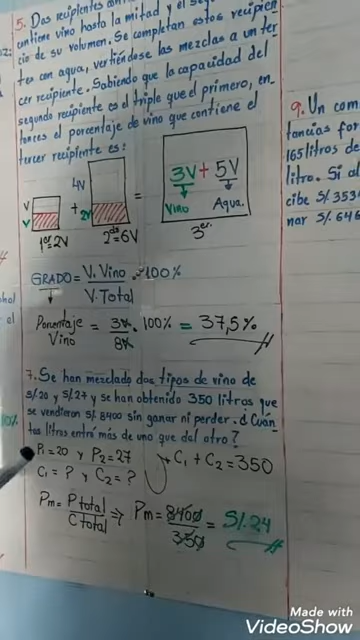 5. Dos recipientes
contiene vino hasta la mitad y el seg
cio de su volumen. Se completan estos recipien
tes con agua, vertiéndose las mezclas a un ter
cer recipiente. Sabiendo que la capacidad del
segundo recipiente es el triple que el primero, en
tonces el porcentaje de vino que contiene el
tercer recipiente es:
V
V
1er=2V
+
4V
2V
2do=6V
=
3V + 5V
Vino Agua.
3er.
GRADO = V. Vino . 100%
V. Total
Porcentaje Vino = 3V . 100% = 37,5%
8V
7. Se han mezclado dos tipos de vino de
S/.20 y S/.27 y se han obtenido 350 litros que
se vendieron S/. 8400 sin ganar ni perder. ¿Cuán
tos litros entró más de uno que del otro?
P1=20 y P2=27
C1 + C2 = 350
C1=? y C2=?
Pm= P total ⇒ Pm= 8400 = S/.24
C total 350
9. Un com
tancias for
165 litros de
litro. Si al
cibe S/.353
nar S/.646
Made with
VideoShow